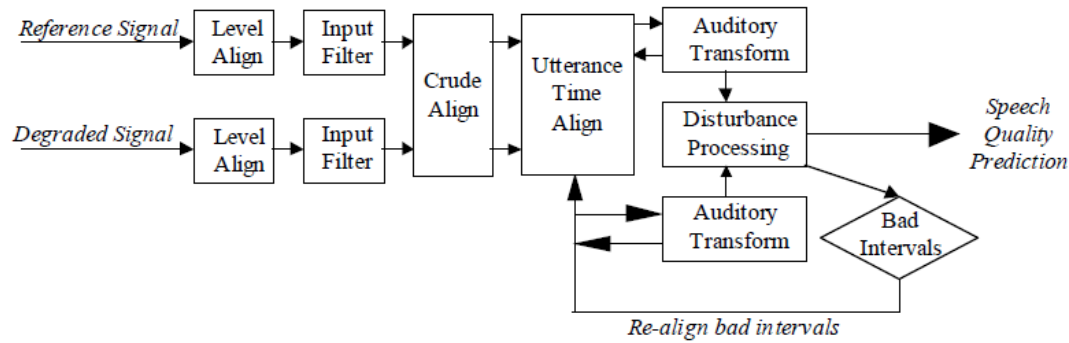 Reference Signal
Level
Align
Input
Filter
Crude
Align
Utterance
Time
Align
Auditory
Transform
Degraded Signal
Level
Align
Input
Filter
Disturbance
Processing
Speech
Quality
Prediction
Auditory
Transform
Bad
Intervals
Re-align bad intervals